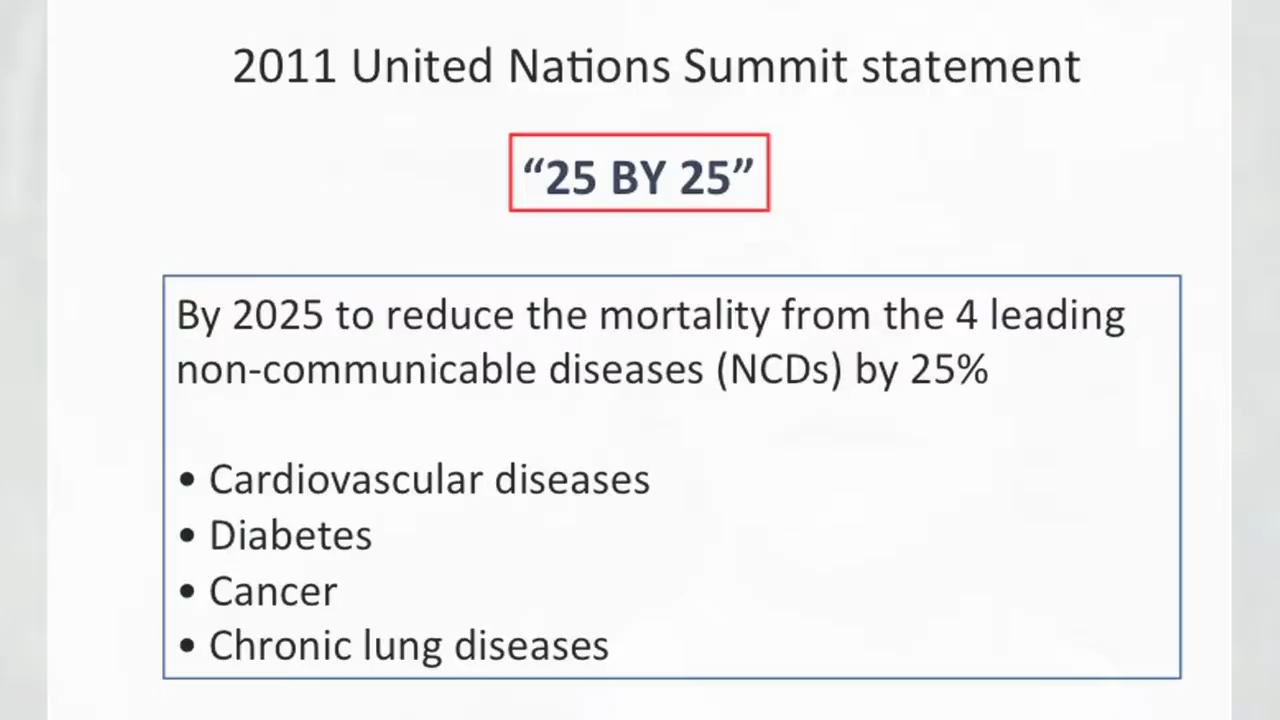 2011 United Nations Summit statement
“25 BY 25”
By 2025 to reduce the mortality from the 4 leading
non-communicable diseases (NCDs) by 25%
• Cardiovascular diseases
• Diabetes
• Cancer
• Chronic lung diseases